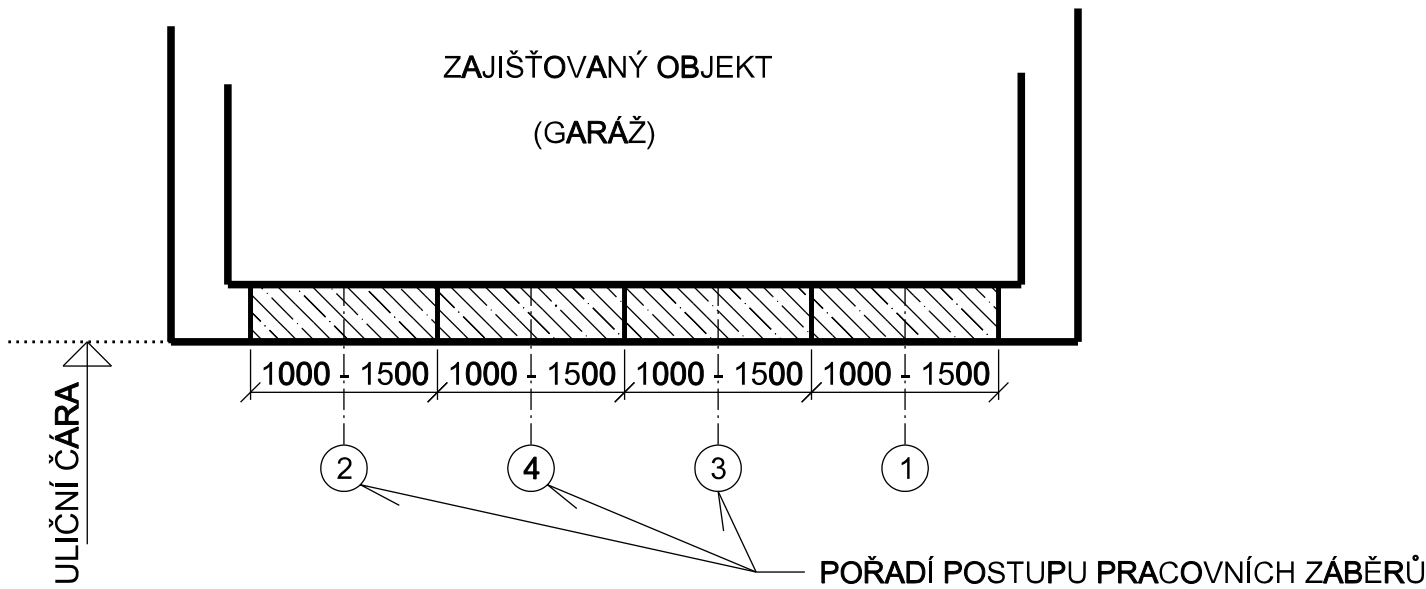 ZAJIŠŤOVANÝ OBJEKT
(GARÁŽ)
1000 - 1500 1000 - 1500 1000 - 1500 1000 - 1500
2 4 3 1
ULIČNÍ ČÁRA
POŘADÍ POSTUPU PRACOVNÍCH ZÁBĚRŮ